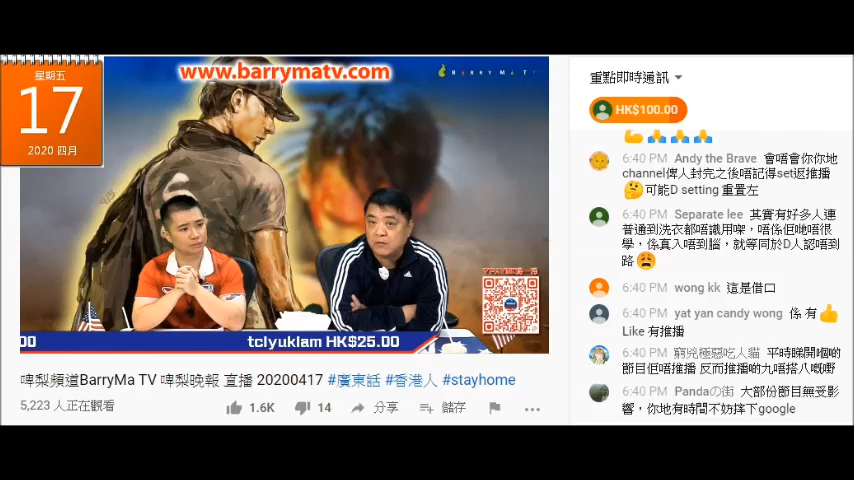 星期五
17
2020 四月
www.barrymatv.com
BARRY MA TV
00
tclyuklam HK$25.00
啤梨頻道BarryMa TV 啤梨晚報 直播 20200417 #廣東話 #香港人 #stayhome
5,223 人正在觀看
1.6K
14
分享
儲存
重點即時通訊
HK$100.00
6:40 PM Andy the Brave 會唔會你你地
channel俾人封完之後唔記得set返推播
🤔 可能D setting 重置左
6:40 PM Separate lee 其實有好多人連
普通到洗衣都唔識用㗎，唔係佢哋唔很
學，係真入唔到腦，就等同於D人認唔到
路😩
6:40 PM wong kk 這是借口
6:40 PM yat yan candy wong 係 有👍
Like 有推播
6:40 PM 窮兇極惡吃人貓 平時睇開嗰啲
節目佢唔推播 反而推播啲九唔搭八嘅嘢
6:40 PM Pandaの街 大部份節目無受影
響，你地有時間不妨揼下google